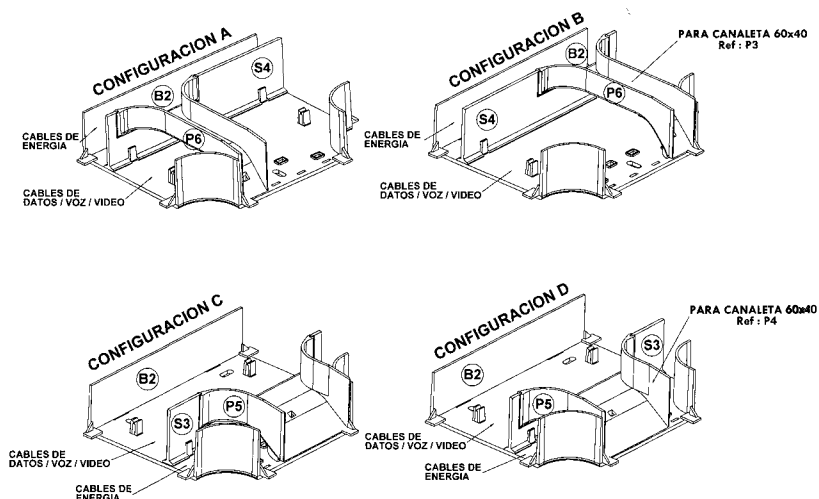 CONFIGURACION A
S4
B2
P6
CABLES DE
ENERGIA
CABLES DE
DATOS / VOZ / VIDEO
CONFIGURACION B
PARA CANALETA 60x40
Ref : P3
B2
P6
S4
CABLES DE
ENERGIA
CABLES DE
DATOS / VOZ / VIDEO
CONFIGURACION C
B2
P5
S3
CABLES DE
DATOS / VOZ / VIDEO
CABLES DE
ENERGIA
CONFIGURACION D
PARA CANALETA 60x40
Ref : P4
S3
B2
P5
CABLES DE
DATOS / VOZ / VIDEO
CABLES DE
ENERGIA